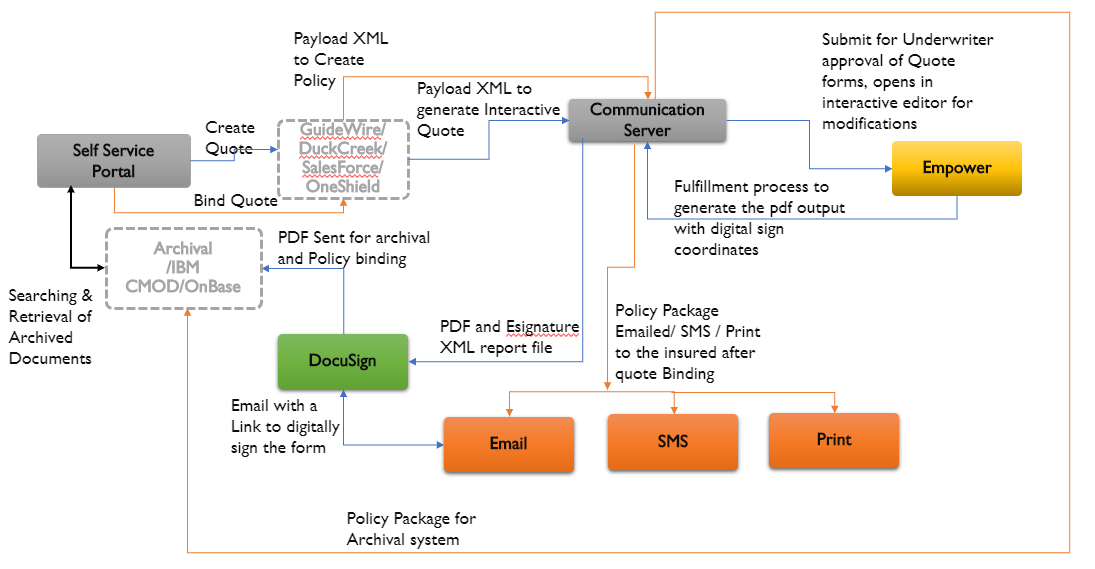 Payload XML
to Create
Policy
Submit for Underwriter
approval of Quote
forms, opens in
interactive editor for
modifications
Payload XML to
generate Interactive
Quote
Communication
Server
Create
Quote
GuideWire/
DuckCreek/
SalesForce/
OneShield
Self Service
Portal
Empower
Bind Quote
Fulfillment process to
generate the pdf output
with digital sign
coordinates
PDF Sent for archival
and Policy binding
Archival
/IBM
CMOD/OnBase
Searching &
Retrieval of
Archived
Documents
PDF and Esignature
XML report file
Policy Package
Emailed/ SMS / Print
to the insured after
quote Binding
DocuSign
Email with a
Link to digitally
sign the form
Email
SMS
Print
Policy Package for
Archival system